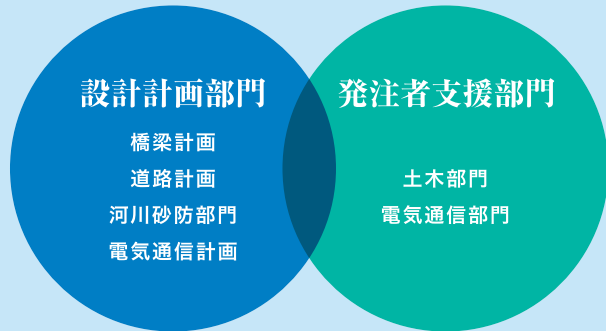 設計計画部門
橋梁計画
道路計画
河川砂防部門
電気通信計画
発注者支援部門
土木部門
電気通信部門